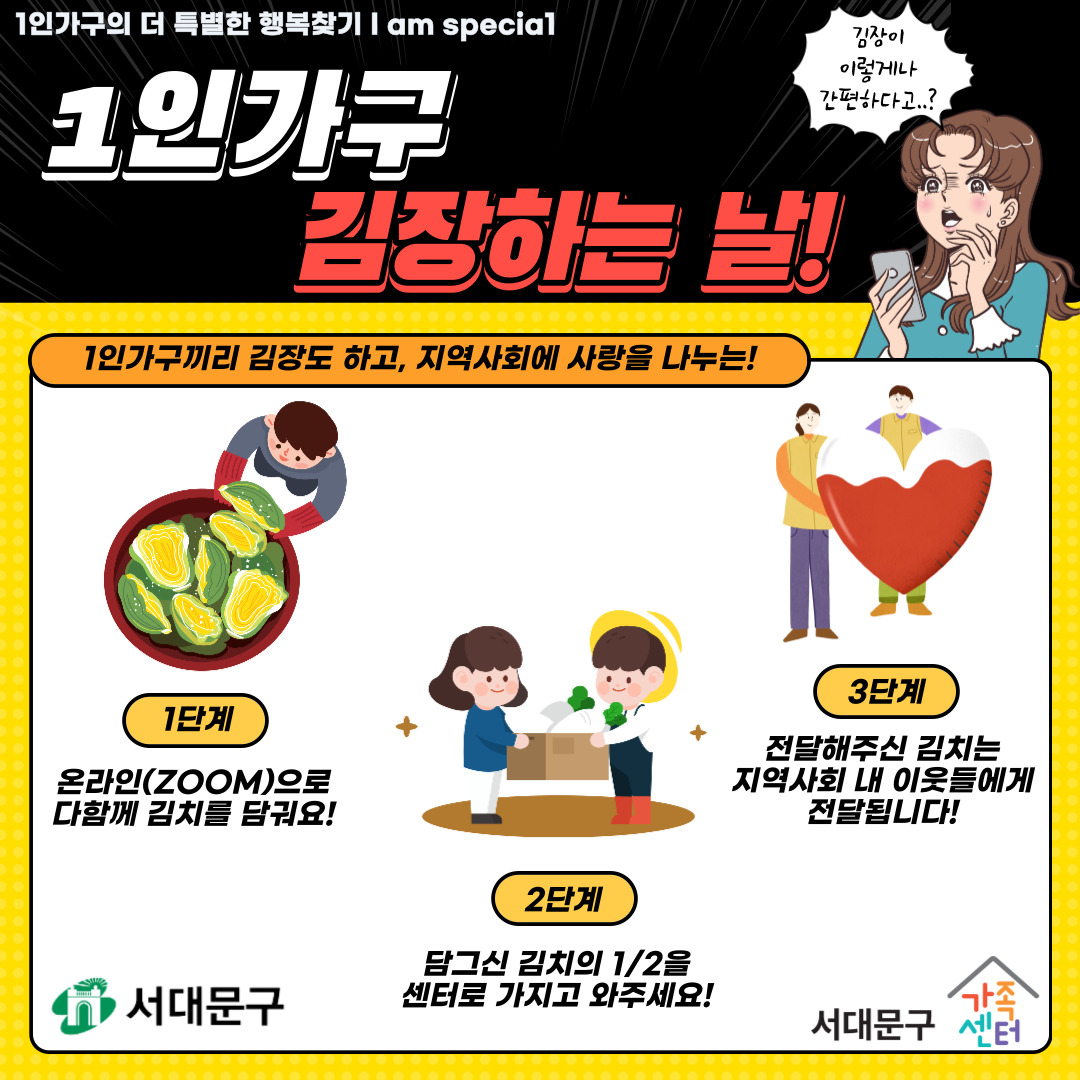 1인가구의 더 특별한 행복찾기 I am specia1
김장이
이렇게나
간편하다고..?
1인가구
김장하는 날!
1인가구끼리 김장도 하고, 지역사회에 사랑을 나누는!
1단계
온라인(ZOOM)으로
다함께 김치를 담궈요!
2단계
담그신 김치의 1/2을
센터로 가지고 와주세요!
3단계
전달해주신 김치는
지역사회 내 이웃들에게
전달됩니다!
서대문구
서대문구
가족
센터